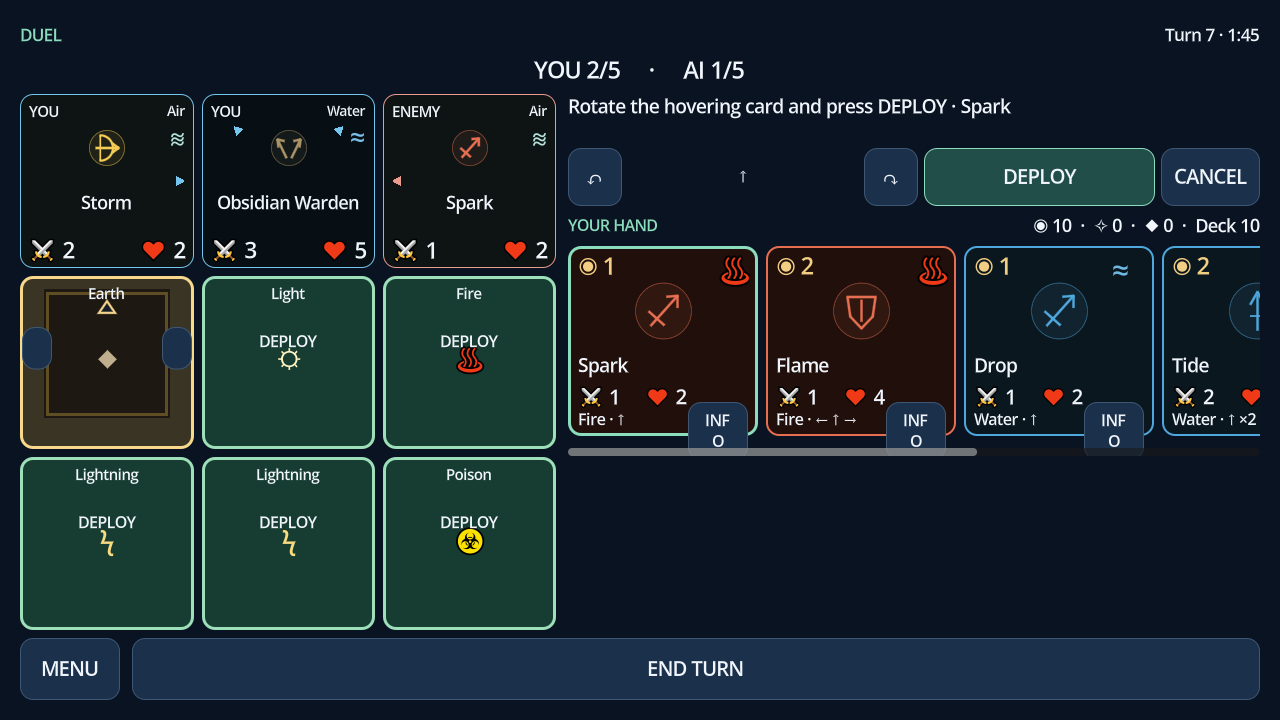 DUEL
Turn 7 · 1:45
YOU 2/5 · AI 1/5
YOU Air
Storm
2 2
YOU Water
Obsidian Warden
3 5
ENEMY Air
Spark
1 2
Rotate the hovering card and press DEPLOY · Spark
↶ ↑ ↷ DEPLOY CANCEL
YOUR HAND
◉ 10 · ✧ 0 · ◆ 0 · Deck 10
◉ 1
Spark
1 2
Fire · ↑
INF
O
◉ 2
Flame
1 4
Fire · ← ↑ →
INF
O
◉ 1
Drop
1 2
Water · ↑
INF
O
◉ 2
Tide
2
Water · ↑ ×2
Earth
Light
DEPLOY
Fire
DEPLOY
Lightning
DEPLOY
Lightning
DEPLOY
Poison
DEPLOY
MENU
END TURN